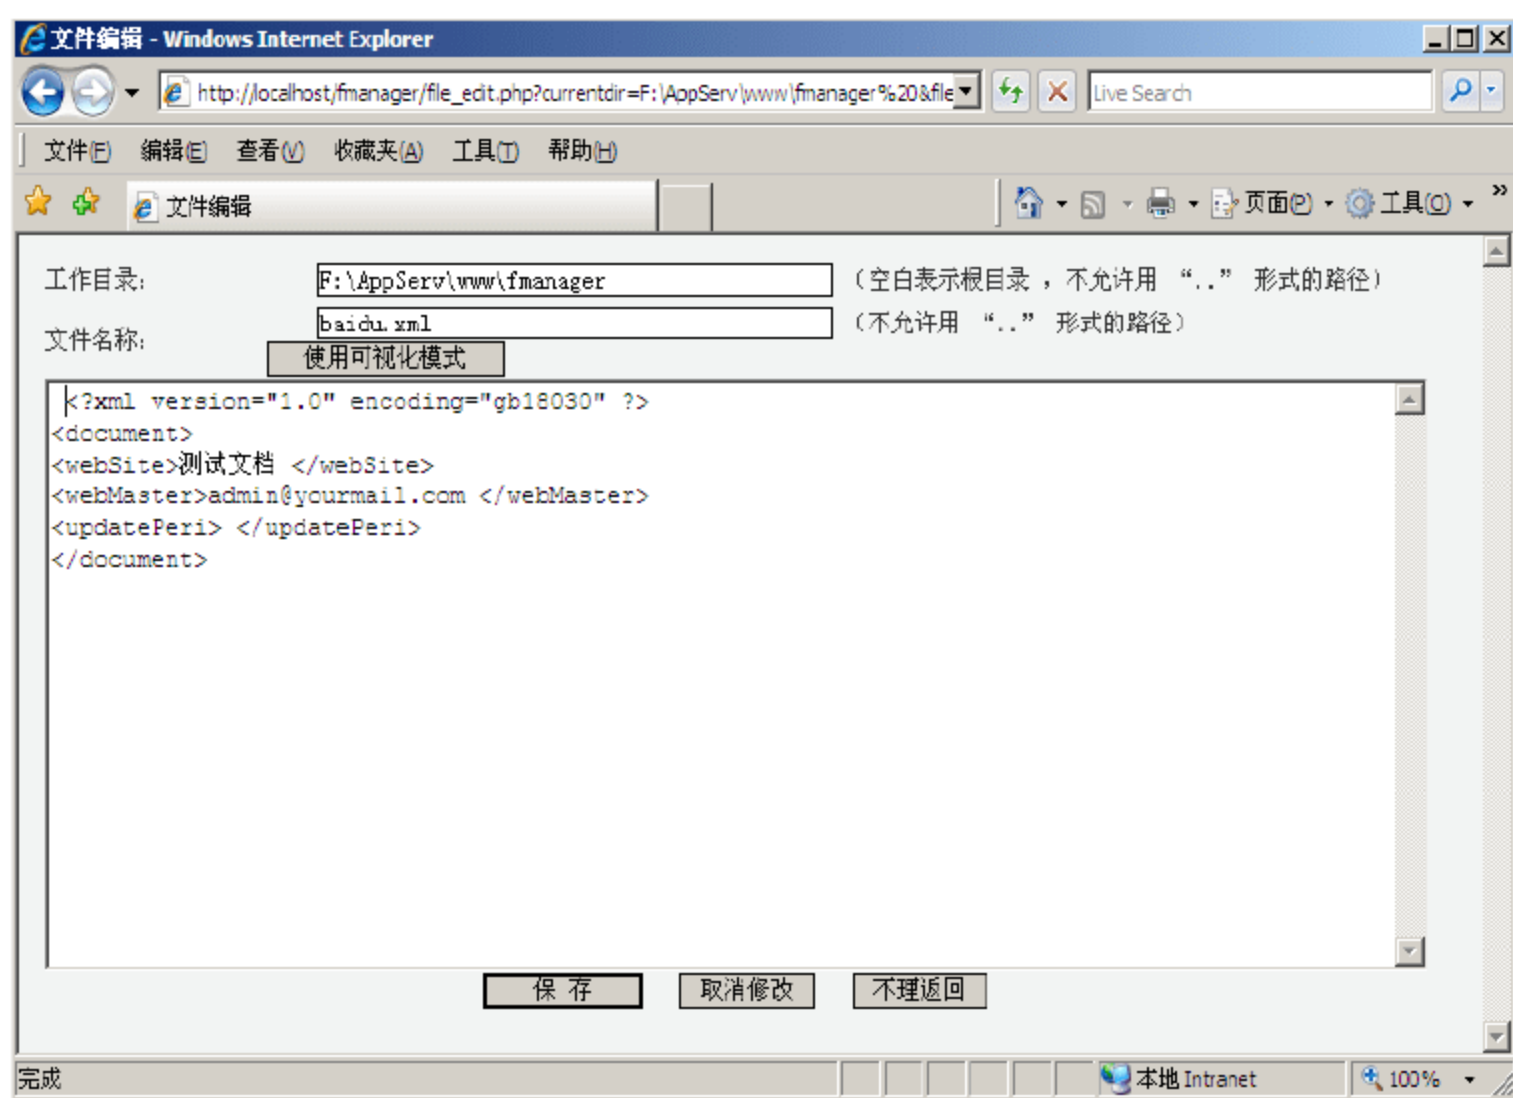 文件编辑 - Windows Internet Explorer
http://localhost/fmanager/file_edit.php?currentdir=F:\AppServ\www\fmanager%20&file
Live Search
文件(F) 编辑(E) 查看(V) 收藏夹(A) 工具(T) 帮助(H)
文件编辑
页面(P) 工具(O) »
工作目录: F:\AppServ\www\fmanager (空白表示根目录 , 不允许用 “..” 形式的路径)
文件名称: baidu.xml (不允许用 “..” 形式的路径)
使用可视化模式
<?xml version="1.0" encoding="gb18030" ?>
<document>
<webSite>测试文档 </webSite>
<webMaster>admin@yourmail.com </webMaster>
<updatePeri> </updatePeri>
</document>
保 存 取消修改 不理返回
完成 本地 Intranet 100%